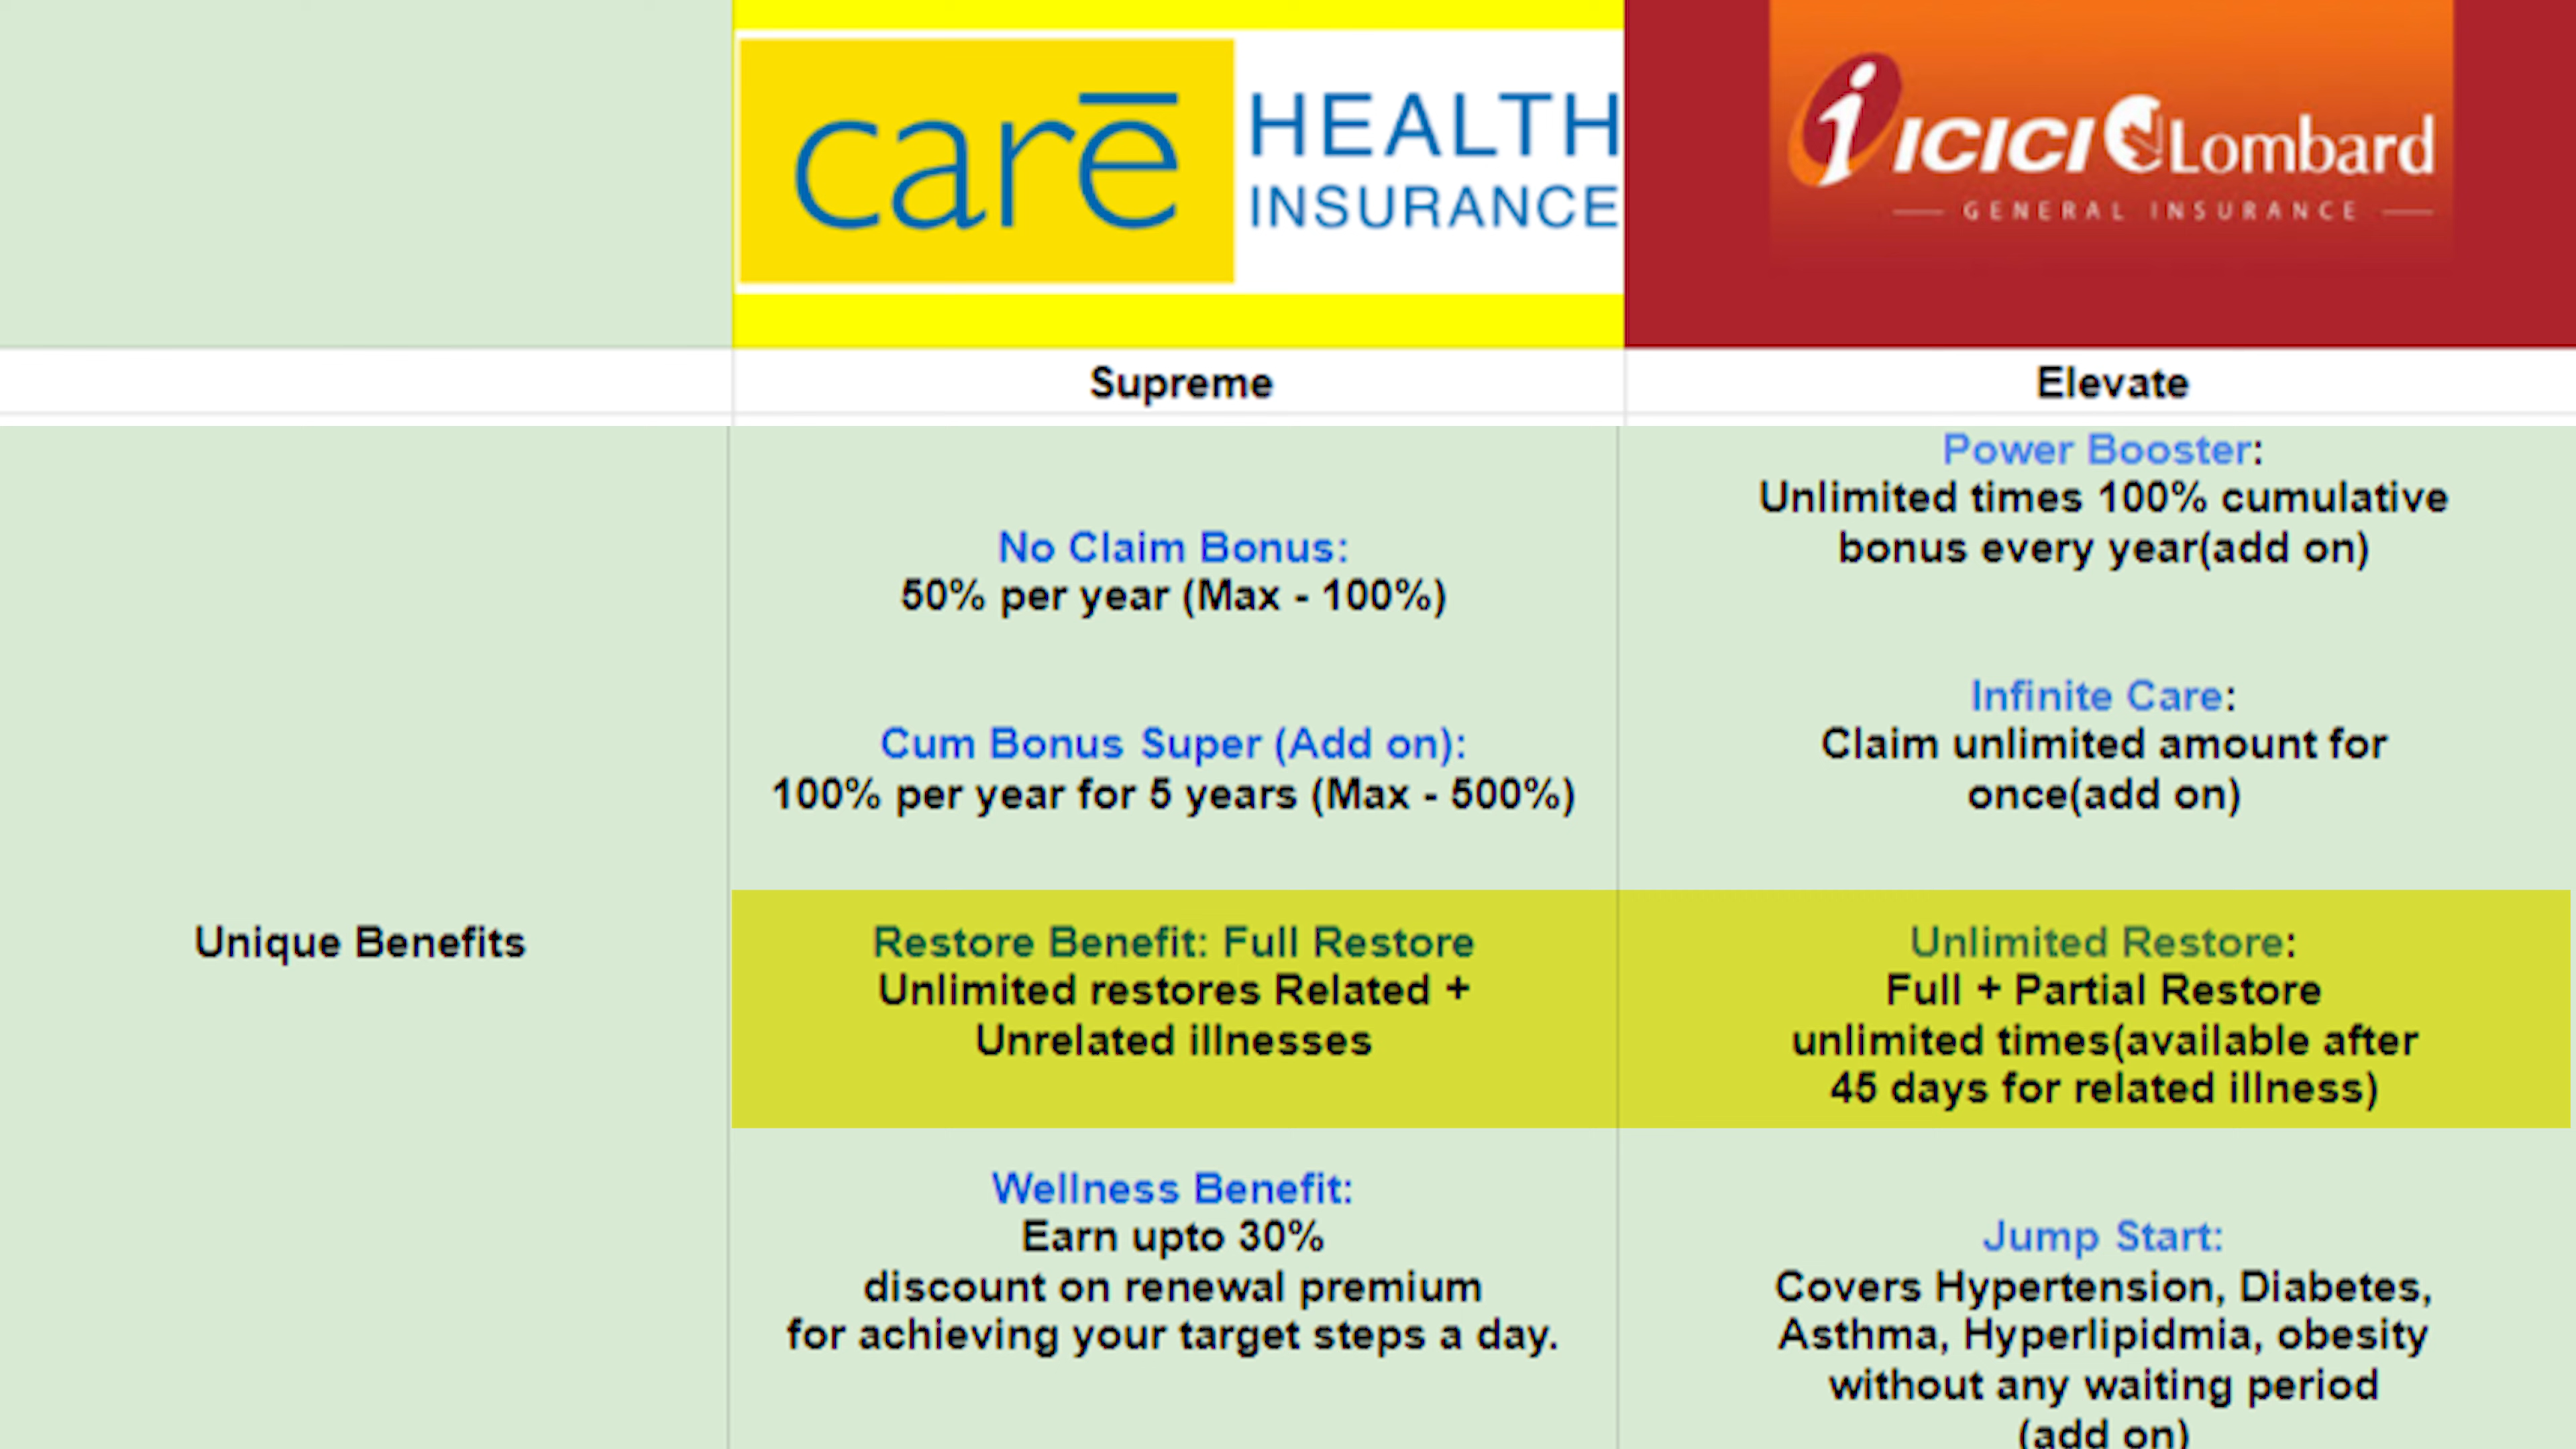 carē
HEALTH
INSURANCE
i ICICI Lombard
GENERAL INSURANCE
Supreme
Elevate
Unique Benefits
No Claim Bonus:
50% per year (Max - 100%)
Cum Bonus Super (Add on):
100% per year for 5 years (Max - 500%)
Restore Benefit: Full Restore
Unlimited restores Related +
Unrelated illnesses
Wellness Benefit:
Earn upto 30%
discount on renewal premium
for achieving your target steps a day.
Power Booster:
Unlimited times 100% cumulative
bonus every year(add on)
Infinite Care:
Claim unlimited amount for
once(add on)
Unlimited Restore:
Full + Partial Restore
unlimited times(available after
45 days for related illness)
Jump Start:
Covers Hypertension, Diabetes,
Asthma, Hyperlipidmia, obesity
without any waiting period
(add on)